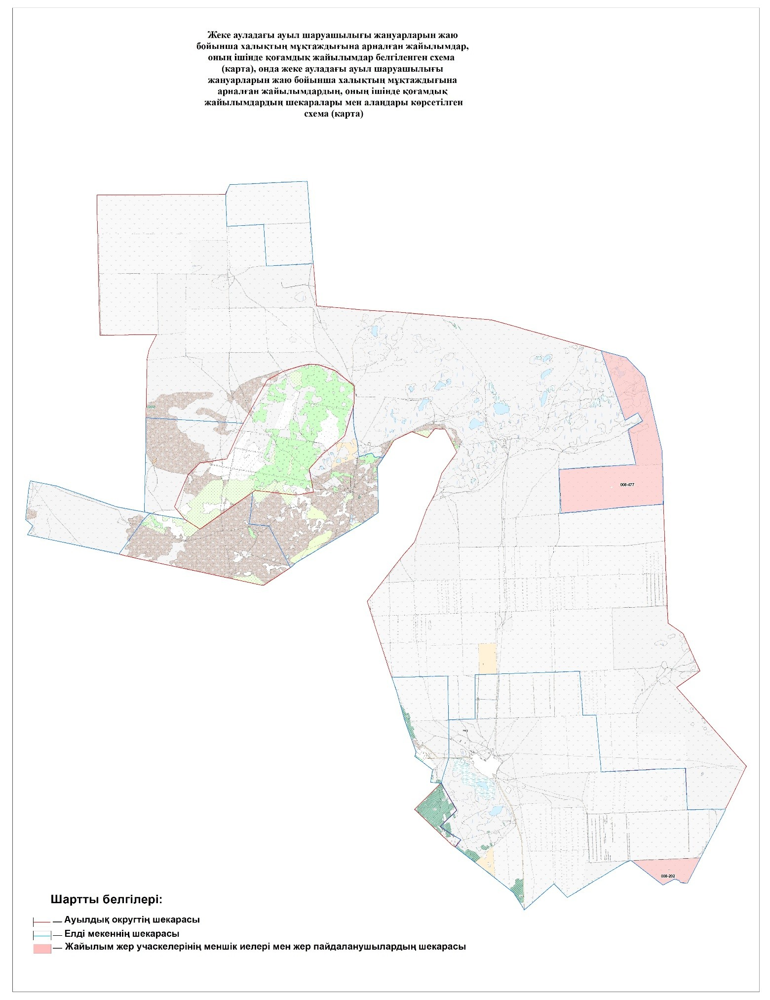 Жеке ауладағы ауыл шаруашылығы жануарларын жаю
бойынша халықтың мұқтаждығына арналған жайылымдар,
оның ішінде қоғамдық жайылымдар белгіленген схема
(карта), онда жеке ауладағы ауыл шаруашылығы
жануарларын жаю бойынша халықтың мұқтаждығына
арналған жайылымдардың, оның ішінде қоғамдық
жайылымдардың шекаралары мен алаңдары көрсетілген
схема (карта)
008-477
008-202
Шартты белгілері:
Ауылдық округтің шекарасы
Елді мекеннің шекарасы
Жайылым жер учаскелерінің меншік иелері мен жер пайдаланушылардың шекарасы